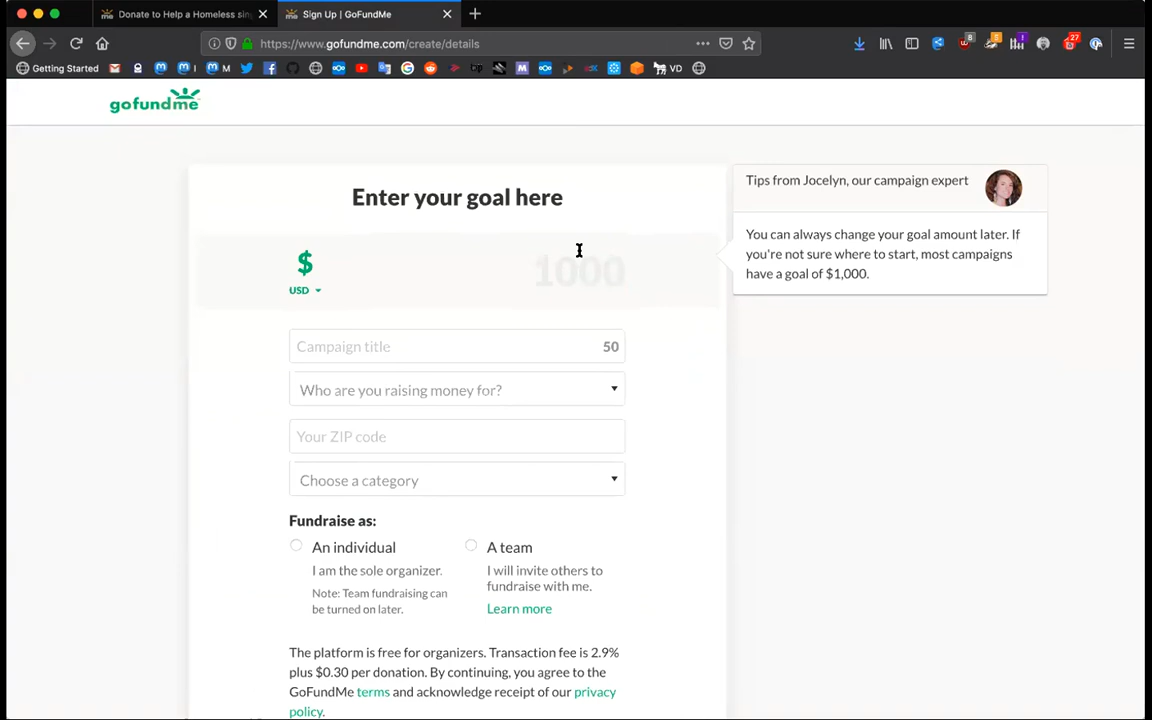 Donate to Help a Homeless sin
Sign Up | GoFundMe
https://www.gofundme.com/create/details
8
27
Getting Started
M
I
M
VD
gofundme
Enter your goal here
Tips from Jocelyn, our campaign expert
$
USD
1000
You can always change your goal amount later. If
you're not sure where to start, most campaigns
have a goal of $1,000.
Campaign title
50
Who are you raising money for?
Your ZIP code
Choose a category
Fundraise as:
An individual
A team
I am the sole organizer.
I will invite others to
fundraise with me.
Note: Team fundraising can
be turned on later.
Learn more
The platform is free for organizers. Transaction fee is 2.9%
plus $0.30 per donation. By continuing, you agree to the
GoFundMe terms and acknowledge receipt of our privacy
policy.